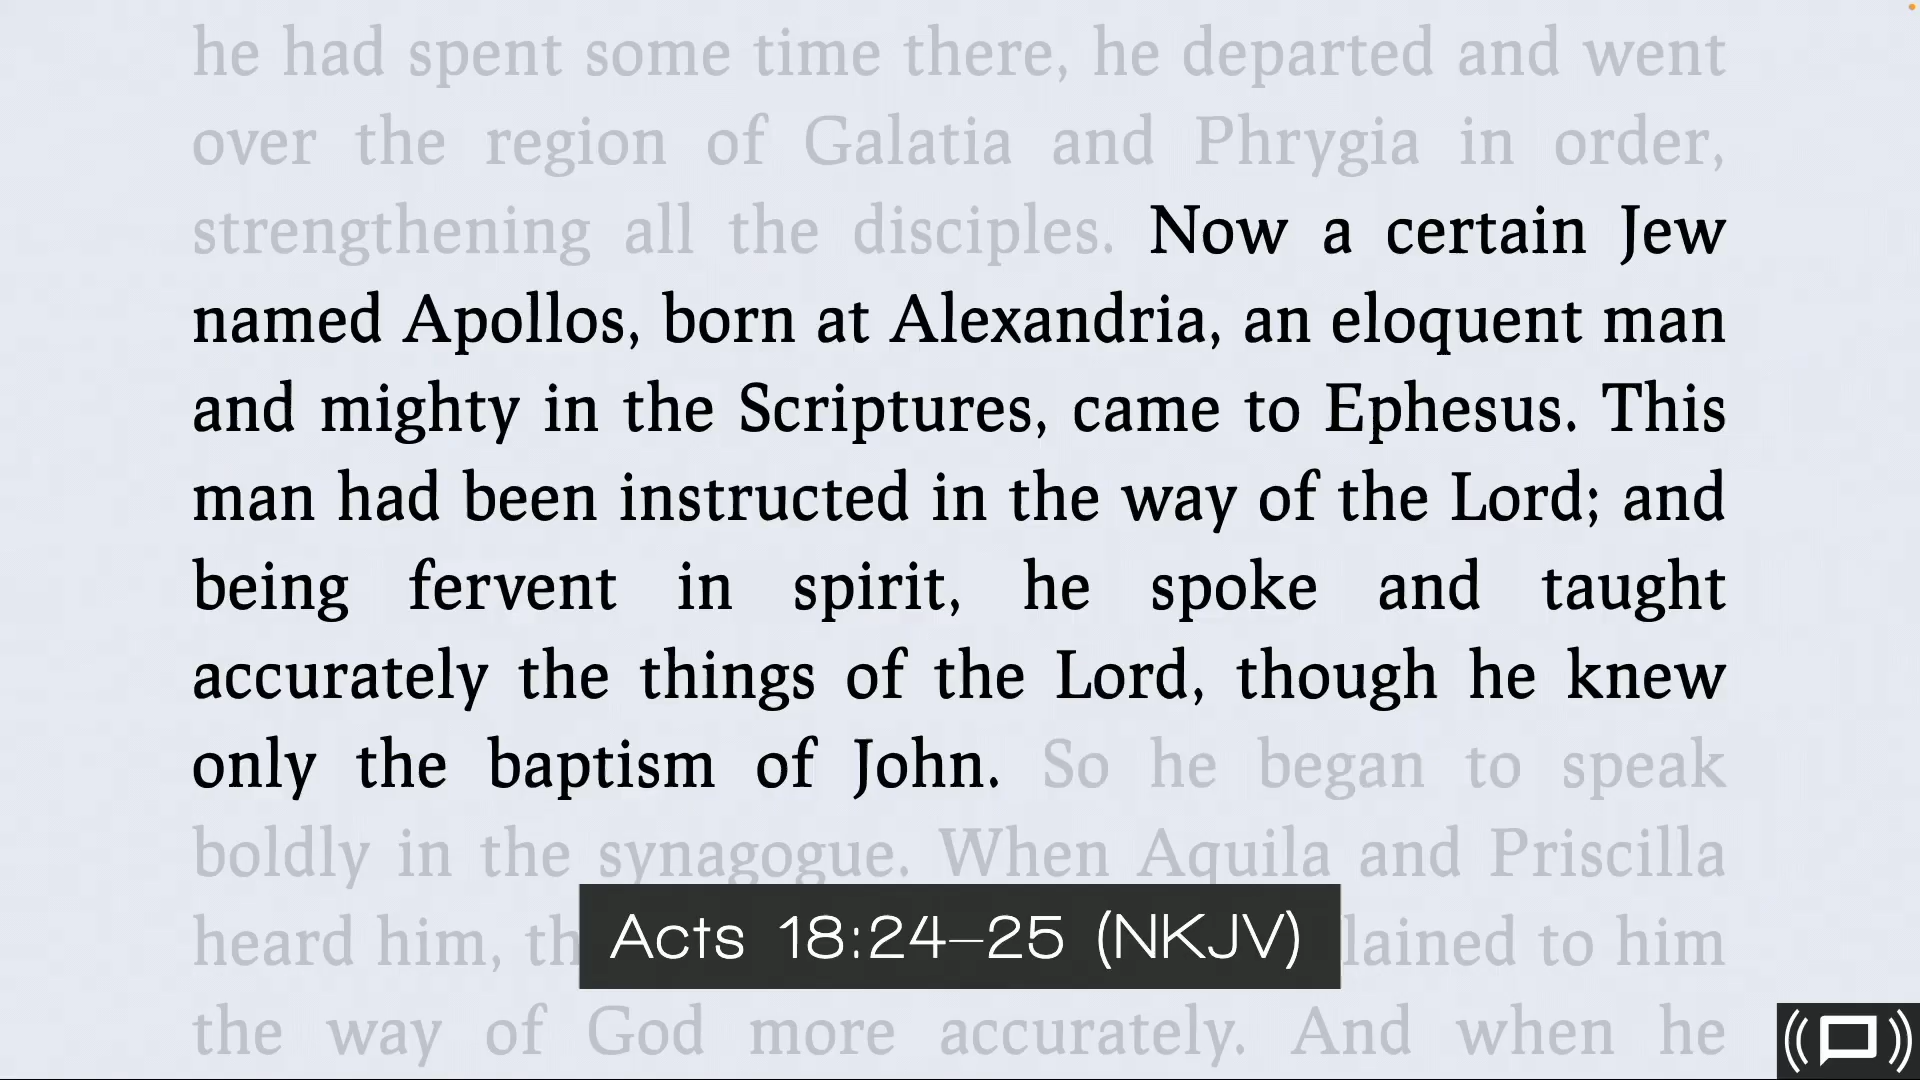 he had spent some time there, he departed and went
over the region of Galatia and Phrygia in order,
strengthening all the disciples. Now a certain Jew
named Apollos, born at Alexandria, an eloquent man
and mighty in the Scriptures, came to Ephesus. This
man had been instructed in the way of the Lord; and
being fervent in spirit, he spoke and taught
accurately the things of the Lord, though he knew
only the baptism of John. So he began to speak
boldly in the synagogue. When Aquila and Priscilla
heard him, to him
Acts 18:24–25 (NKJV)
the way of God more accurately. And when he